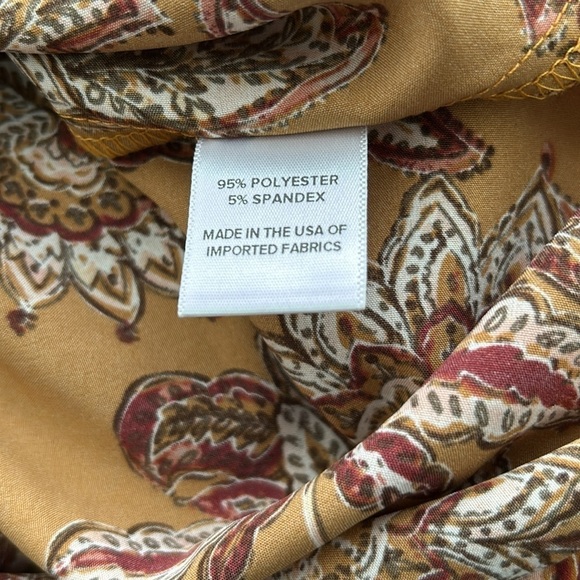 95% POLYESTER
5% SPANDEX
MADE IN THE USA OF
IMPORTED FABRICS